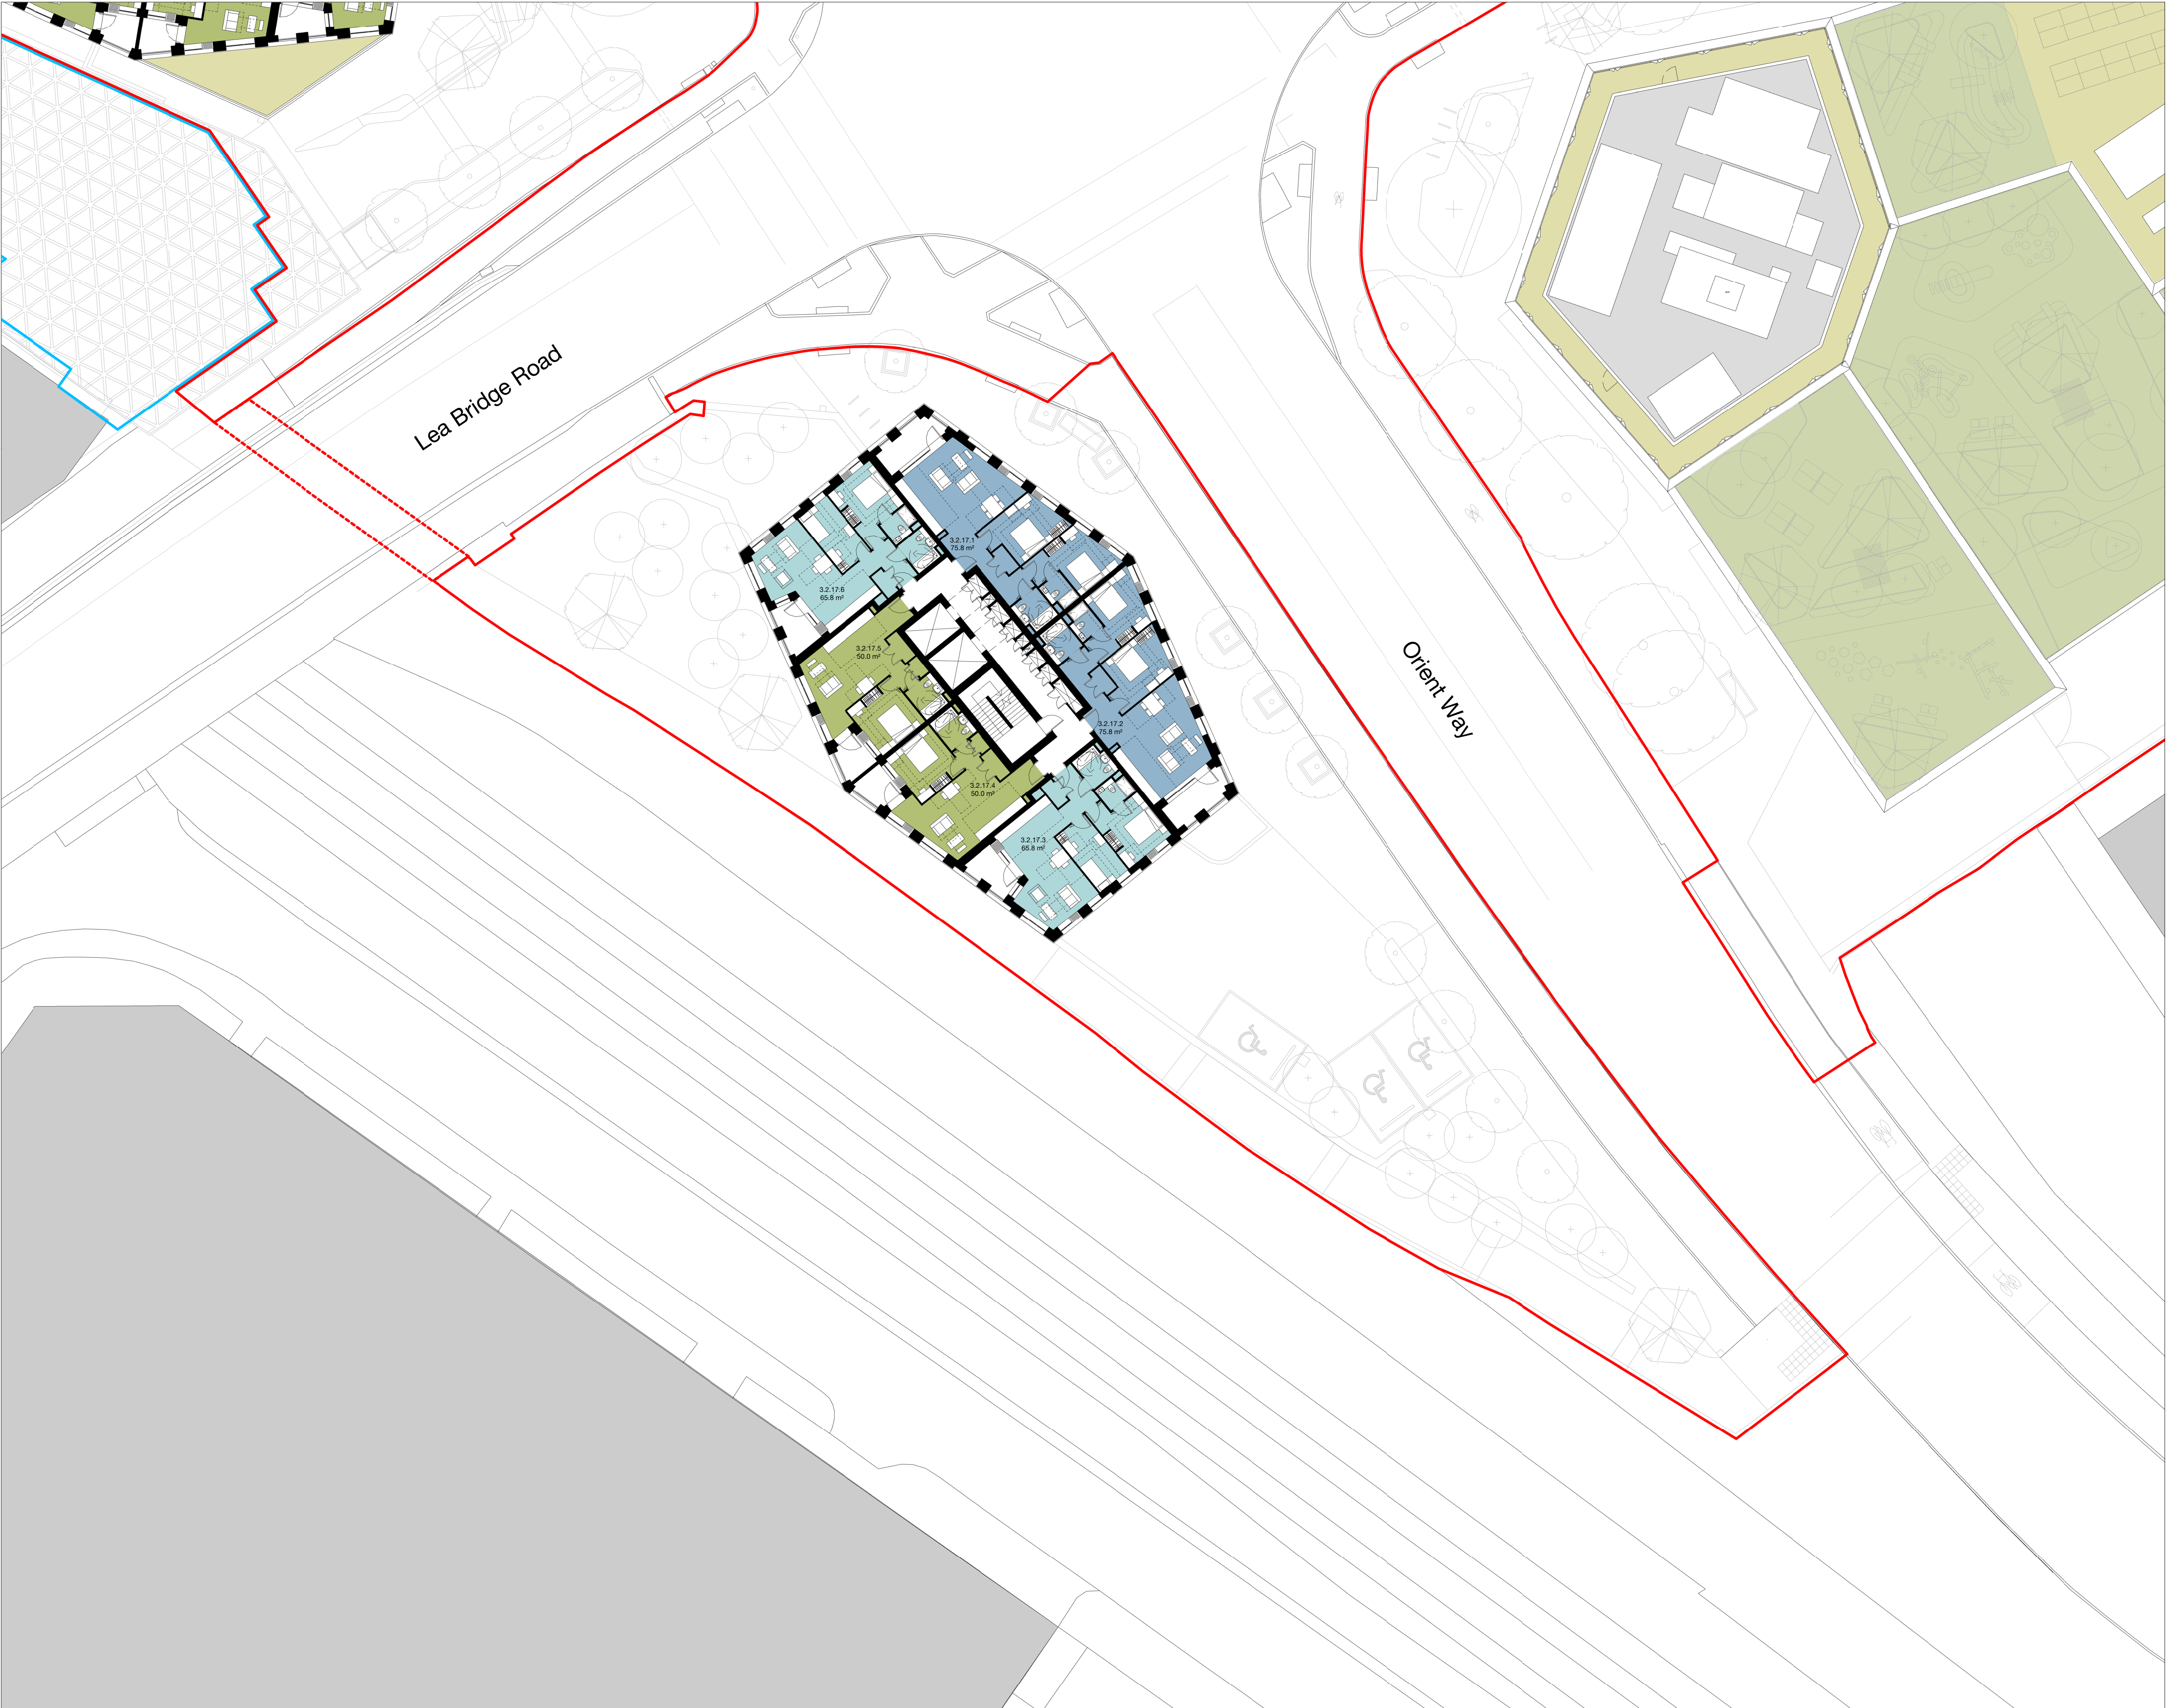 Lea Bridge Road
3.2.17.1
75.8 m²
3.2.17.6
65.8 m²
3.2.17.5
50.0 m²
Orient Way
3.2.17.2
75.8 m²
3.2.17.4
50.0 m²
3.2.17.3
65.8 m²